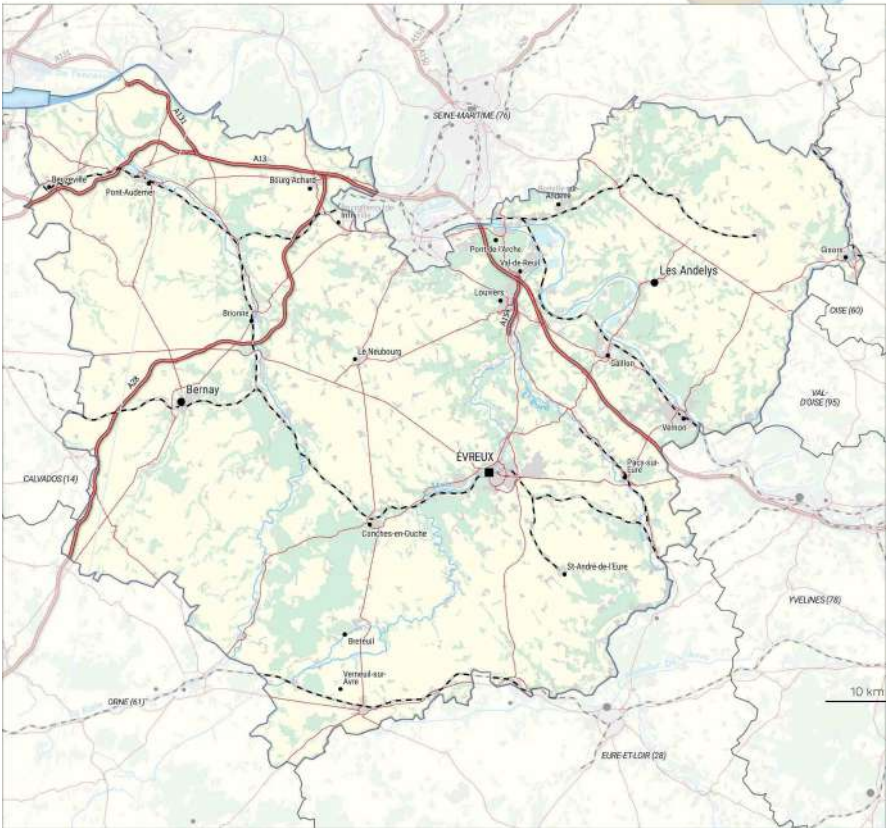 A131
SEINE-MARITIME (76)
A131
A13
Beuzeville
Pont-Audemer
Bourg-Achard
Infreville
Andelle
Pont-de-l'Arche
Val-de-Reuil
Gisors
Les Andelys
Louviers
OISE (60)
Brionne
A154
Le Neubourg
Gaillon
A28
Bernay
VAL-
D'OISE (95)
Vernon
ÉVREUX
Pacy-sur-
Eure
CALVADOS (14)
Conches-en-Ouche
St-André-de-l'Eure
YVELINES (78)
Breteuil
Verneuil-sur-
Avre
ORNE (61)
10 km
EURE-ET-LOIR (28)